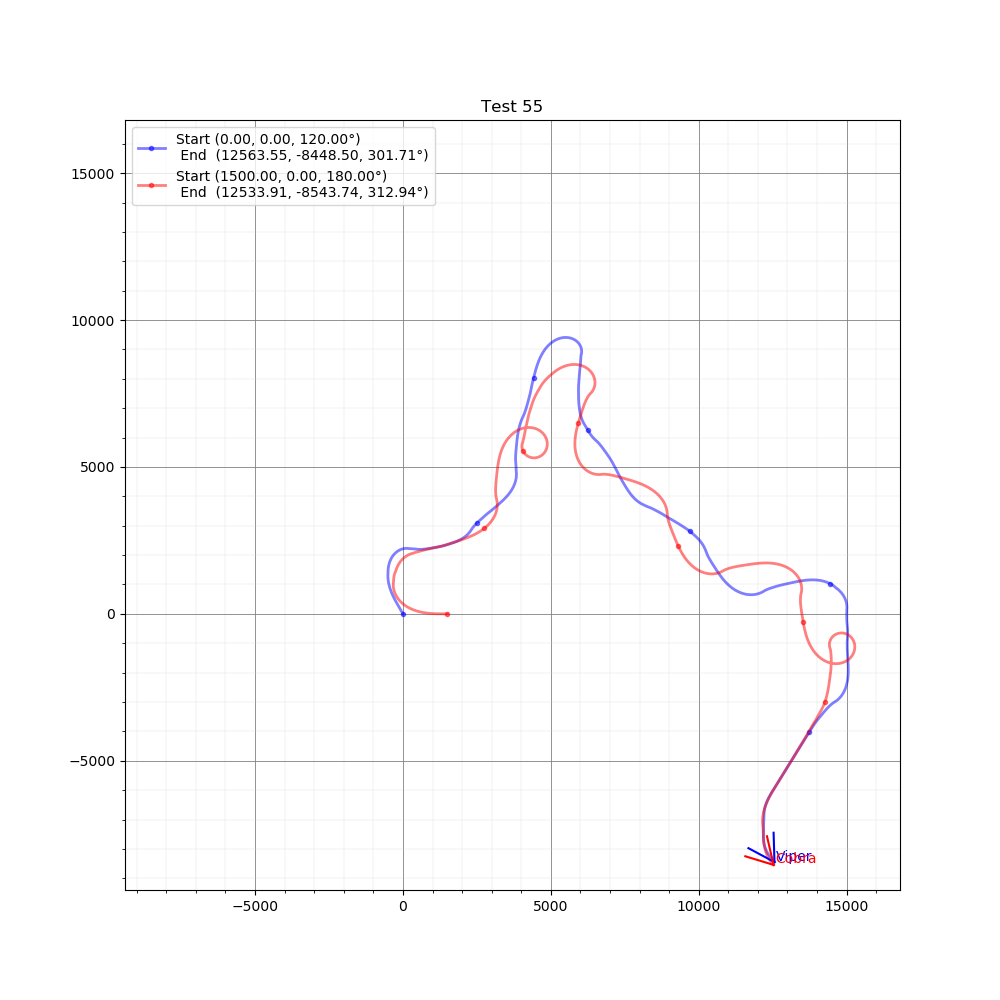 Test 55
Start (0.00, 0.00, 120.00°)
End (12563.55, -8448.50, 301.71°)
Start (1500.00, 0.00, 180.00°)
End (12533.91, -8543.74, 312.94°)
15000
10000
5000
0
−5000
Viper
Cobra
−5000 0 5000 10000 15000